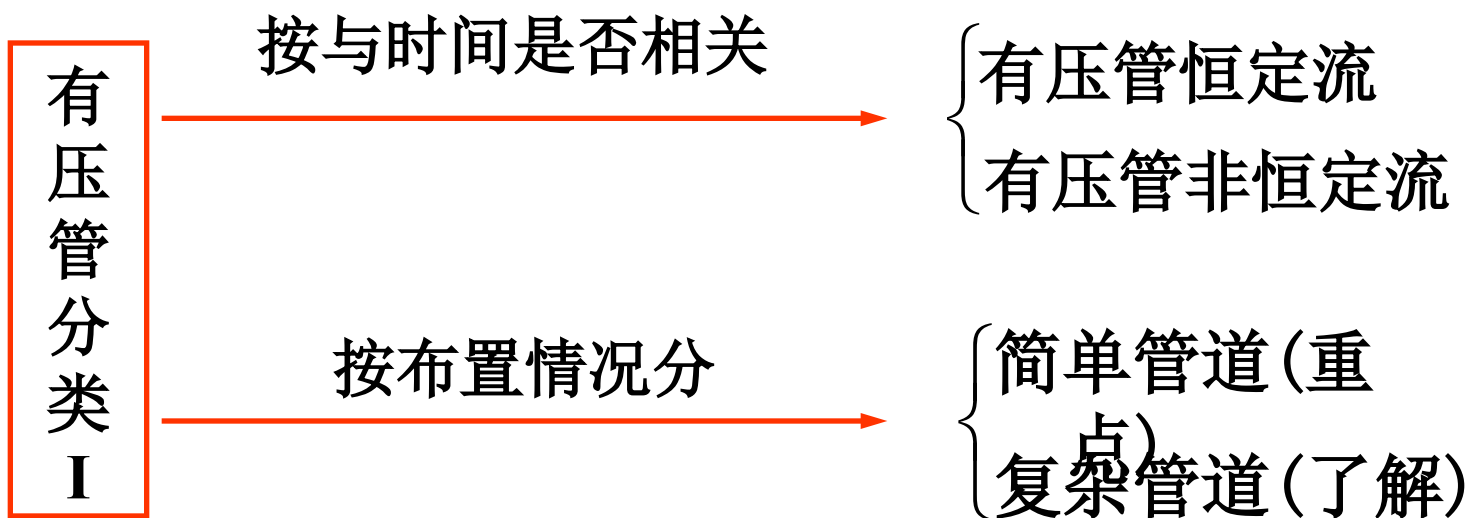 有压管分类I
按与时间是否相关
有压管恒定流
有压管非恒定流
按布置情况分
简单管道(重
点)
复杂管道(了解)